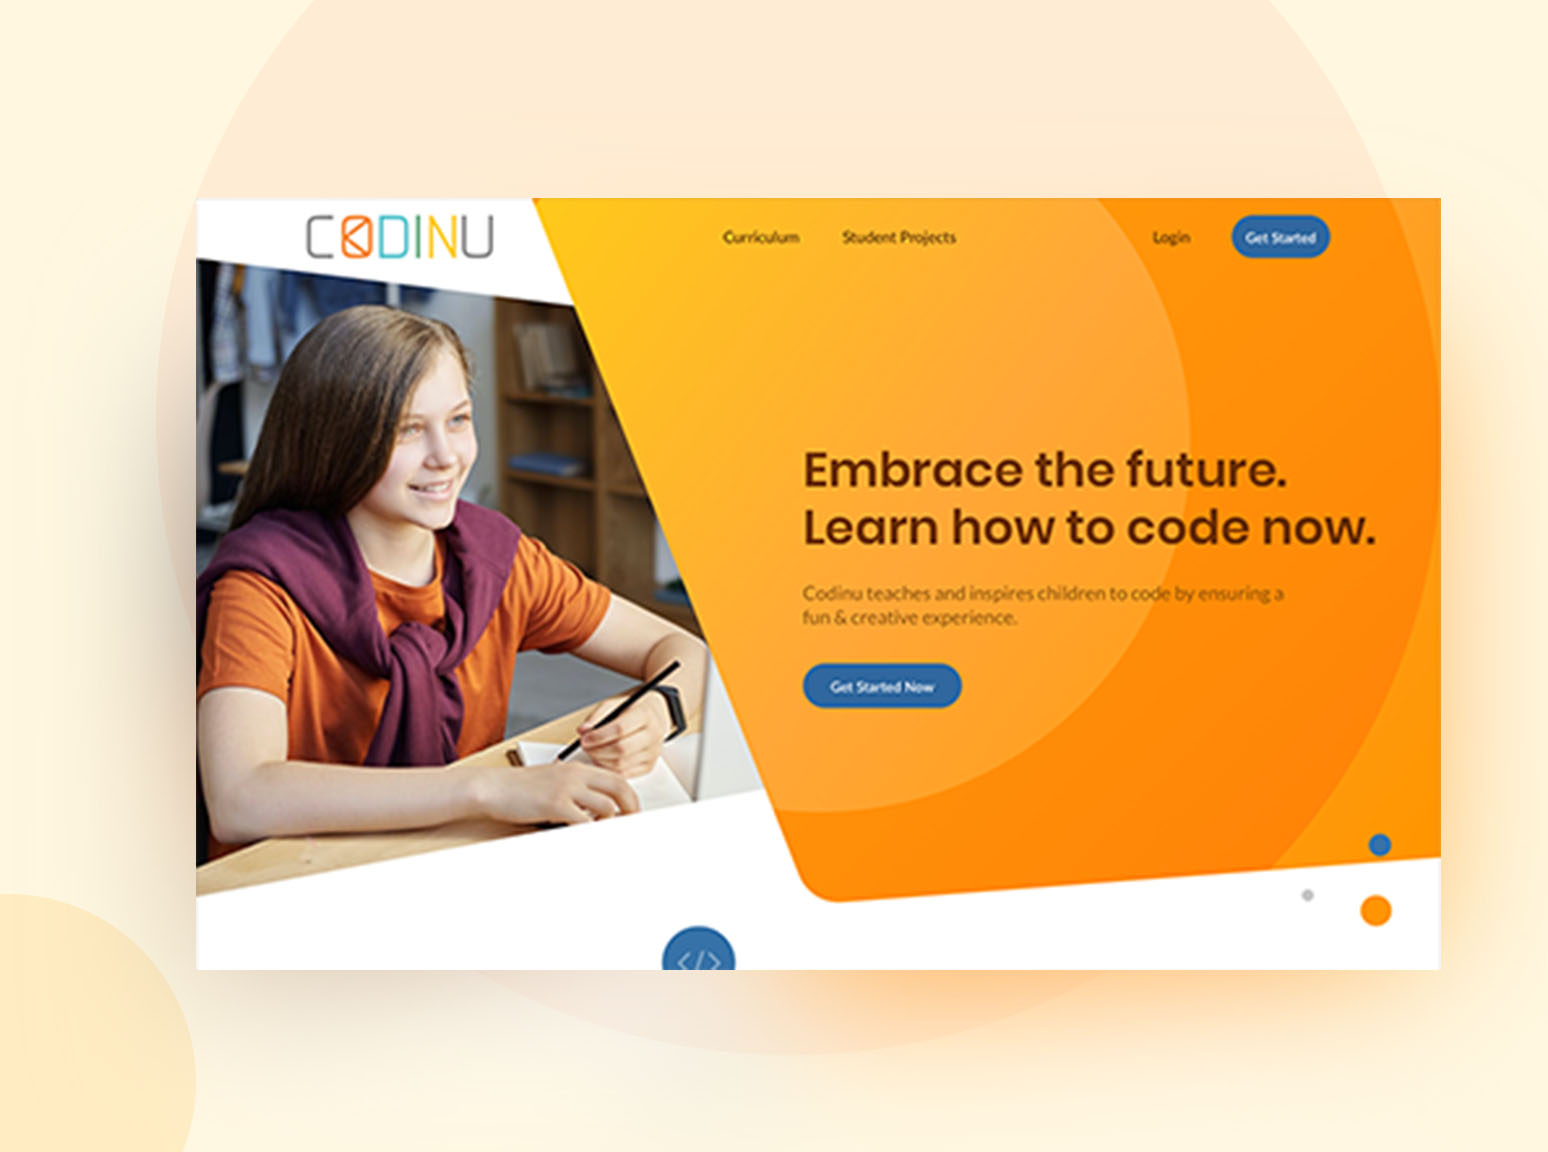 CODINU
Curriculum
Student Projects
Login
Get Started
Embrace the future.
Learn how to code now.
Codinu teaches and inspires children to code by ensuring a
fun & creative experience.
Get Started Now
</>